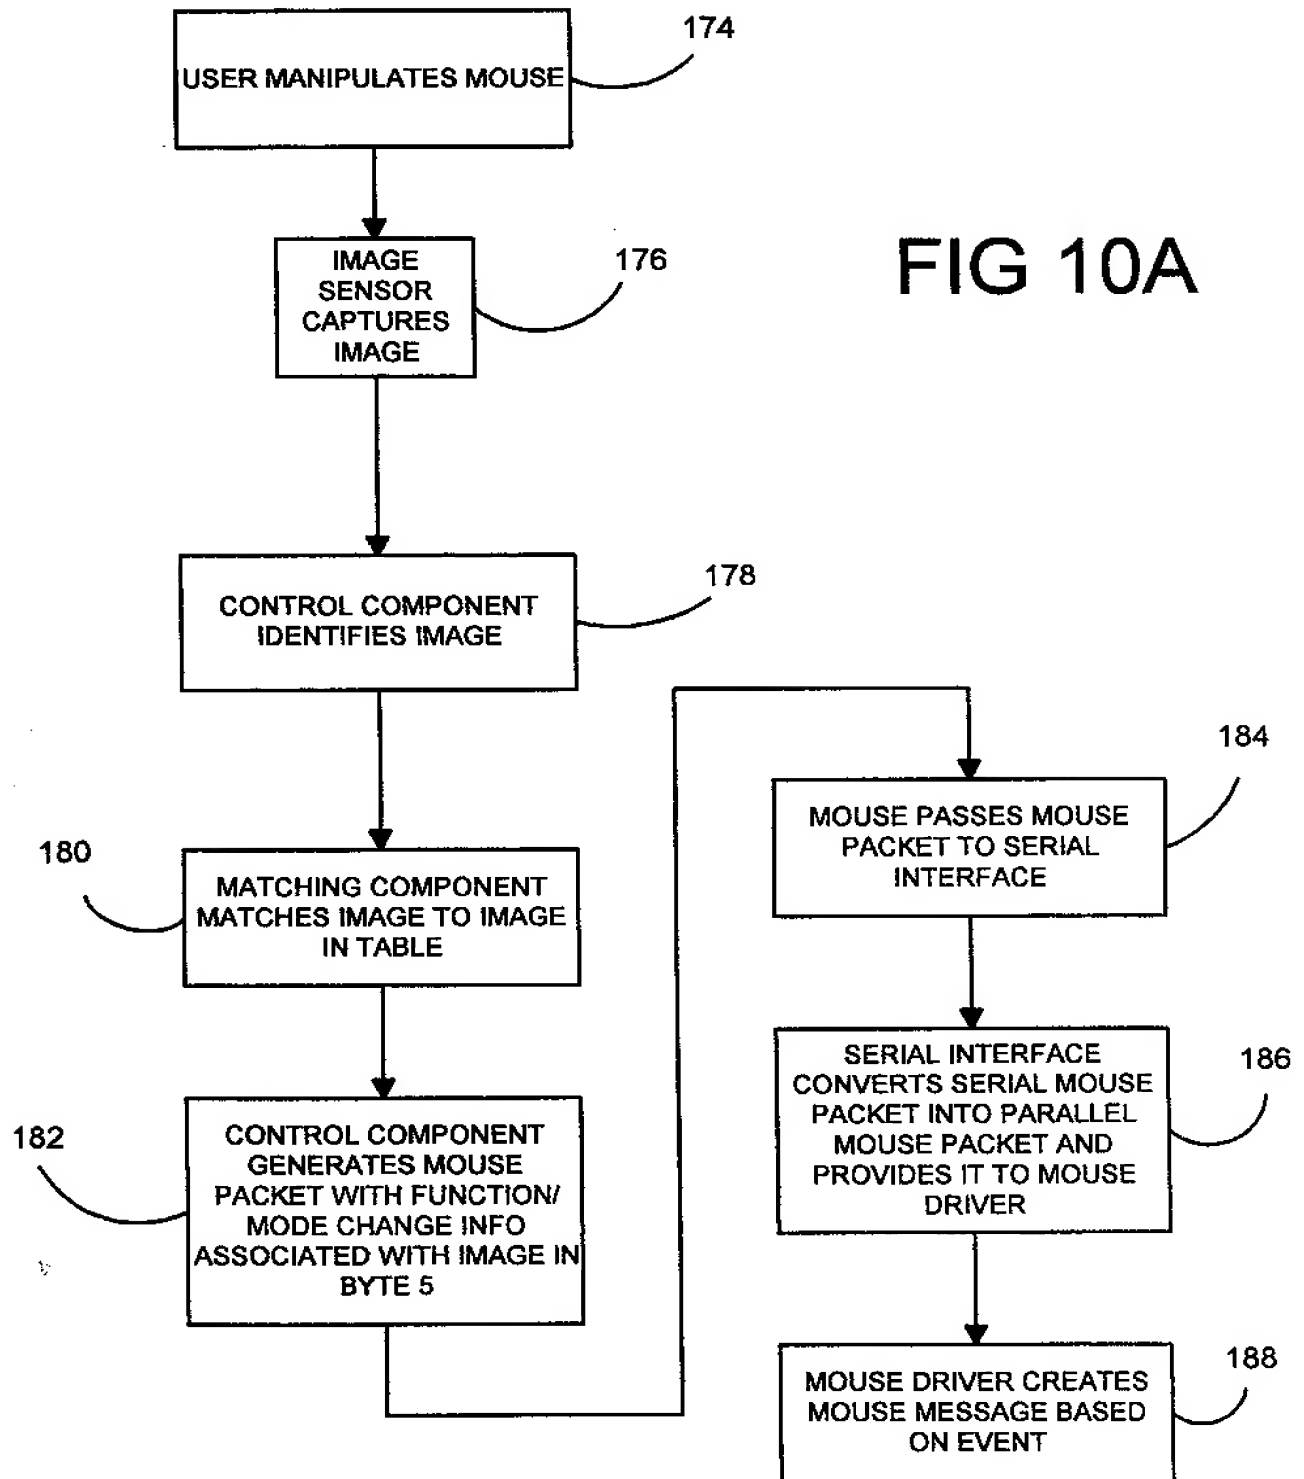 174
USER MANIPULATES MOUSE
FIG 10A
176
IMAGE
SENSOR
CAPTURES
IMAGE
178
CONTROL COMPONENT
IDENTIFIES IMAGE
180
MATCHING COMPONENT
MATCHES IMAGE TO IMAGE
IN TABLE
182
CONTROL COMPONENT
GENERATES MOUSE
PACKET WITH FUNCTION/
MODE CHANGE INFO
ASSOCIATED WITH IMAGE IN
BYTE 5
184
MOUSE PASSES MOUSE
PACKET TO SERIAL
INTERFACE
186
SERIAL INTERFACE
CONVERTS SERIAL MOUSE
PACKET INTO PARALLEL
MOUSE PACKET AND
PROVIDES IT TO MOUSE
DRIVER
188
MOUSE DRIVER CREATES
MOUSE MESSAGE BASED
ON EVENT